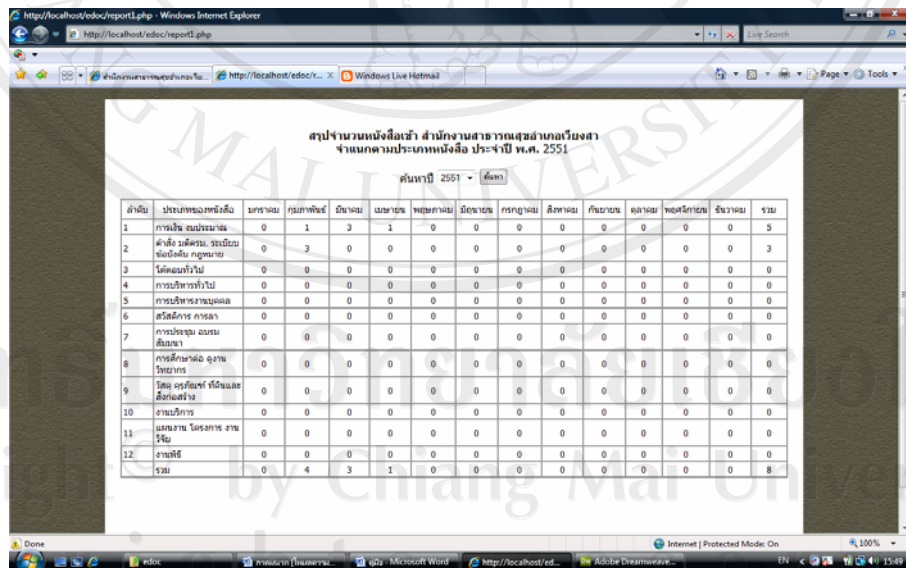 http://localhost/edoc/report1.php - Windows Internet Explorer
http://localhost/edoc/report1.php Live Search
http://localhost/edoc/r... X Windows Live Hotmail Page Tools
สรุปจำนวนหนังสือเข้า สำนักงานสาธารณสุขอำเภอเวียงสา
จำแนกตามประเภทหนังสือ ประจำปี พ.ศ. 2551
ค้นหาปี 2551 ค้นหา
ลำดับ ประเภทของหนังสือ มกราคม กุมภาพันธ์ มีนาคม เมษายน พฤษภาคม มิถุนายน กรกฎาคม สิงหาคม กันยายน ตุลาคม พฤศจิกายน ธันวาคม รวม
1 การเงิน งบประมาณ 0 1 3 1 0 0 0 0 0 0 0 0 5
2 คำสั่ง มติครม. ระเบียบ
ข้อบังคับ กฎหมาย 0 3 0 0 0 0 0 0 0 0 0 0 3
3 โต้ตอบทั่วไป 0 0 0 0 0 0 0 0 0 0 0 0 0
4 การบริหารทั่วไป 0 0 0 0 0 0 0 0 0 0 0 0 0
5 การบริหารงานบุคคล 0 0 0 0 0 0 0 0 0 0 0 0 0
6 สวัสดิการ การลา 0 0 0 0 0 0 0 0 0 0 0 0 0
7 การประชุม อบรม
สัมมนา 0 0 0 0 0 0 0 0 0 0 0 0 0
8 การศึกษาต่อ ดูงาน
วิทยากร 0 0 0 0 0 0 0 0 0 0 0 0 0
9 วัสดุ ครุภัณฑ์ ที่ดินและ
สิ่งก่อสร้าง 0 0 0 0 0 0 0 0 0 0 0 0 0
10 งานบริการ 0 0 0 0 0 0 0 0 0 0 0 0 0
11 แผนงาน โครงการ งาน
วิจัย 0 0 0 0 0 0 0 0 0 0 0 0 0
12 งานพิธี 0 0 0 0 0 0 0 0 0 0 0 0 0
รวม 0 4 3 1 0 0 0 0 0 0 0 0 8
by Chiang Mai
Done Internet | Protected Mode: On 100%
edoc คู่มือ - Microsoft Word http://localhost/ed... Adobe Dreamweave... EN 15:49